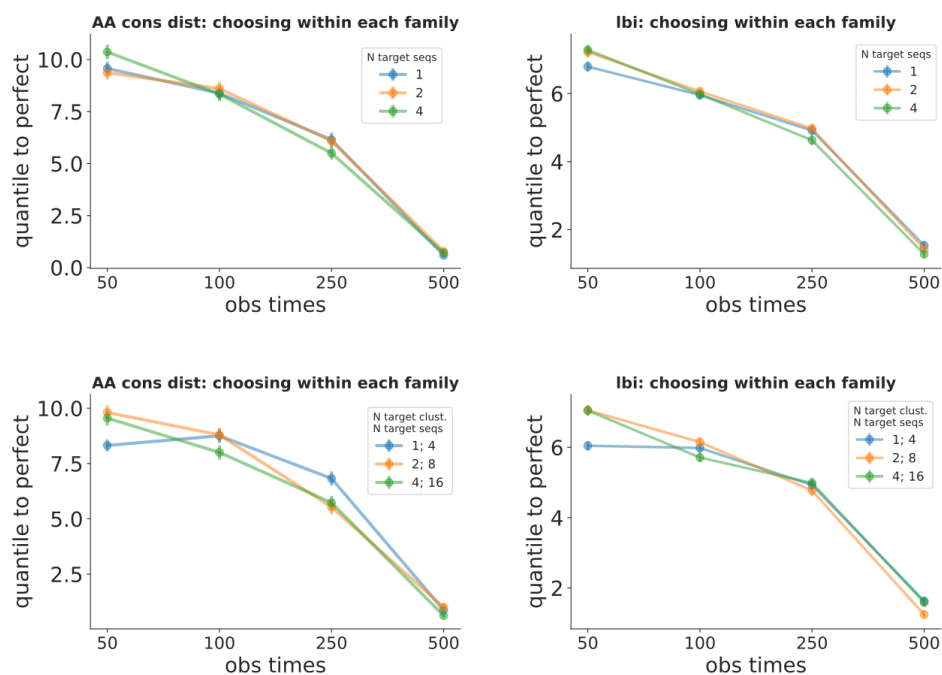 AA cons dist: choosing within each family
quantile to perfect
10.0
7.5
5.0
2.5
0.0
N target seqs
1
2
4
50 100 250 500
obs times
lbi: choosing within each family
quantile to perfect
6
4
2
N target seqs
1
2
4
50 100 250 500
obs times
AA cons dist: choosing within each family
quantile to perfect
10.0
7.5
5.0
2.5
N target clust.
N target seqs
1; 4
2; 8
4; 16
50 100 250 500
obs times
lbi: choosing within each family
quantile to perfect
6
4
2
N target clust.
N target seqs
1; 4
2; 8
4; 16
50 100 250 500
obs times